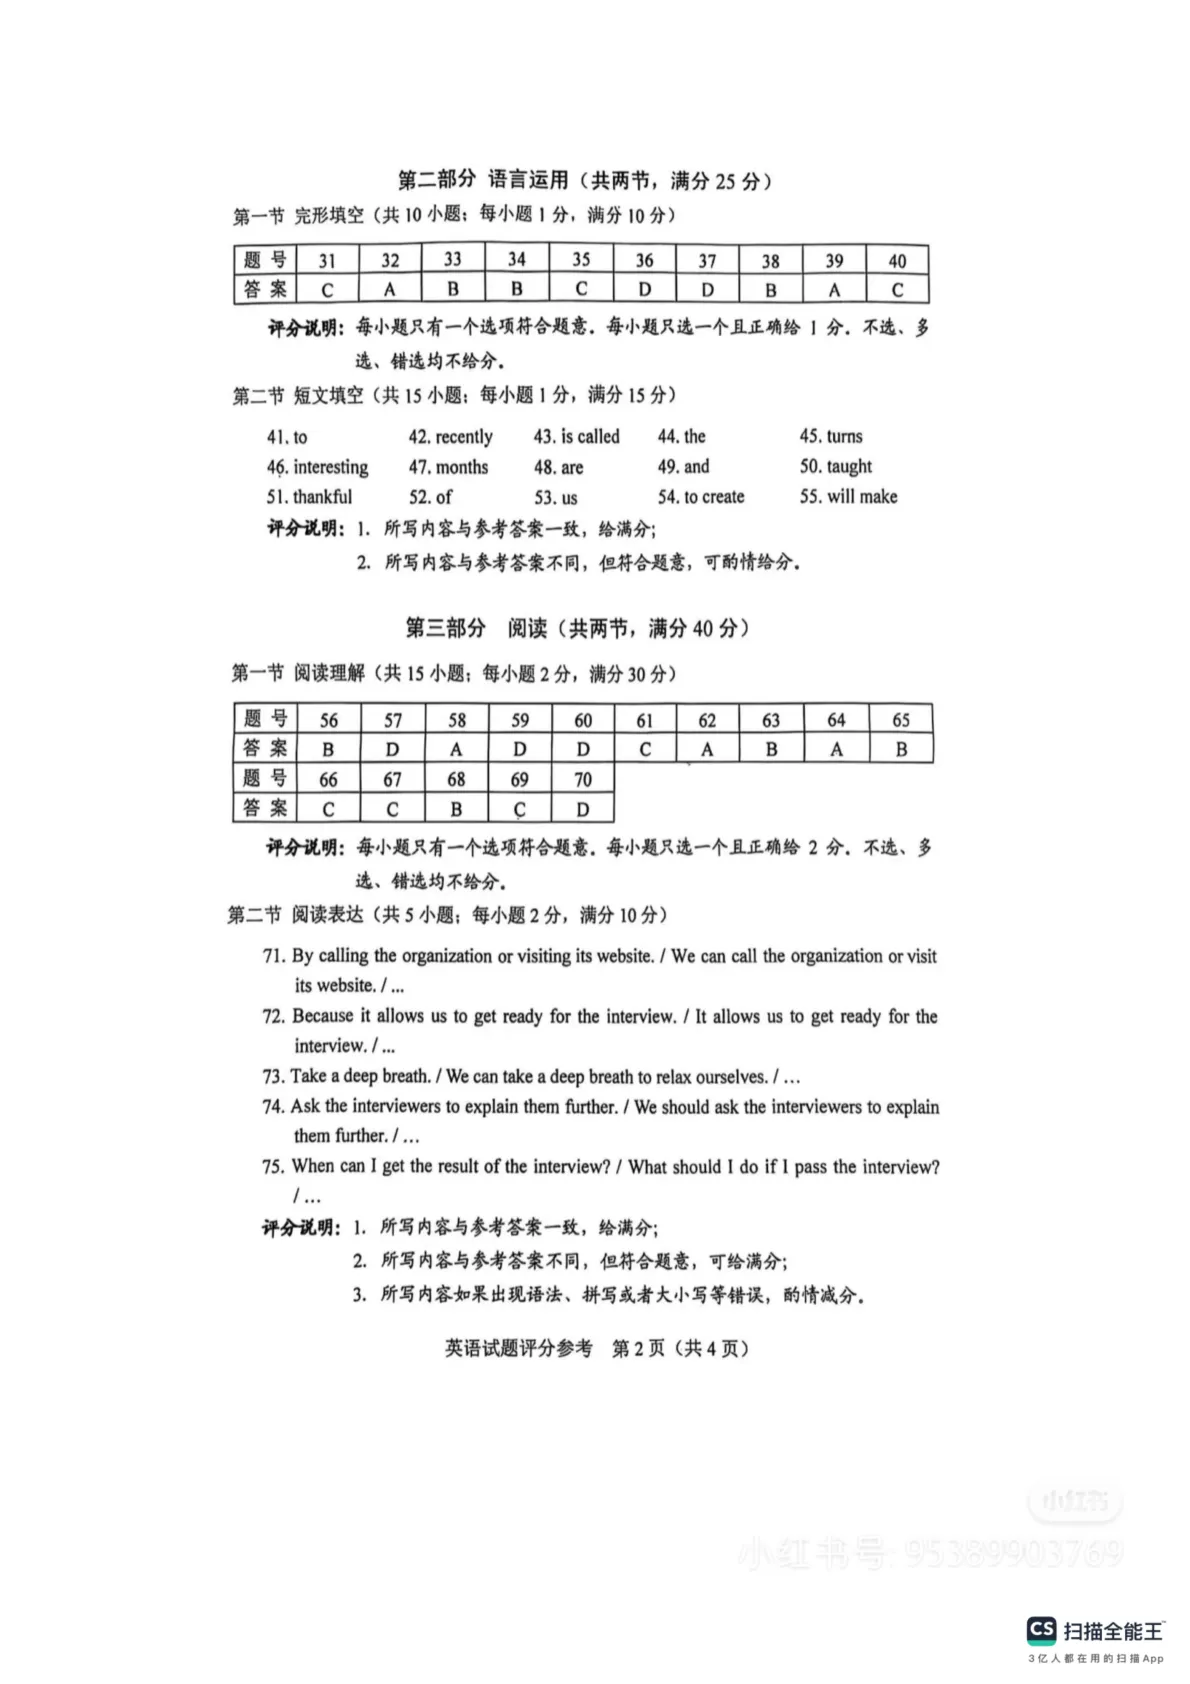 第二部分 语言运用（共两节，满分 25 分）
第一节 完形填空（共 10 小题；每小题 1 分，满分 10 分）
题 号 31 32 33 34 35 36 37 38 39 40
答 案 C A B B C D D B A C
评分说明：每小题只有一个选项符合题意。每小题只选一个且正确给 1 分。不选、多
选、错选均不给分。
第二节 短文填空（共 15 小题；每小题 1 分，满分 15 分）
41. to 42. recently 43. is called 44. the 45. turns
46. interesting 47. months 48. are 49. and 50. taught
51. thankful 52. of 53. us 54. to create 55. will make
评分说明：1. 所写内容与参考答案一致，给满分；
2. 所写内容与参考答案不同，但符合题意，可酌情给分。
第三部分 阅读（共两节，满分 40 分）
第一节 阅读理解（共 15 小题；每小题 2 分，满分 30 分）
题 号 56 57 58 59 60 61 62 63 64 65
答 案 B D A D D C A B A B
题 号 66 67 68 69 70
答 案 C C B C D
评分说明：每小题只有一个选项符合题意。每小题只选一个且正确给 2 分。不选、多
选、错选均不给分。
第二节 阅读表达（共 5 小题；每小题 2 分，满分 10 分）
71. By calling the organization or visiting its website. / We can call the organization or visit
its website. / ...
72. Because it allows us to get ready for the interview. / It allows us to get ready for the
interview. / ...
73. Take a deep breath. / We can take a deep breath to relax ourselves. / ...
74. Ask the interviewers to explain them further. / We should ask the interviewers to explain
them further. / ...
75. When can I get the result of the interview? / What should I do if I pass the interview?
/ ...
评分说明：1. 所写内容与参考答案一致，给满分；
2. 所写内容与参考答案不同，但符合题意，可给满分；
3. 所写内容如果出现语法、拼写或者大小写等错误，酌情减分。
英语试题评分参考 第 2 页（共 4 页）
小红书
小红书号: 95389903769
CS 扫描全能王™
3亿人都在用的扫描App